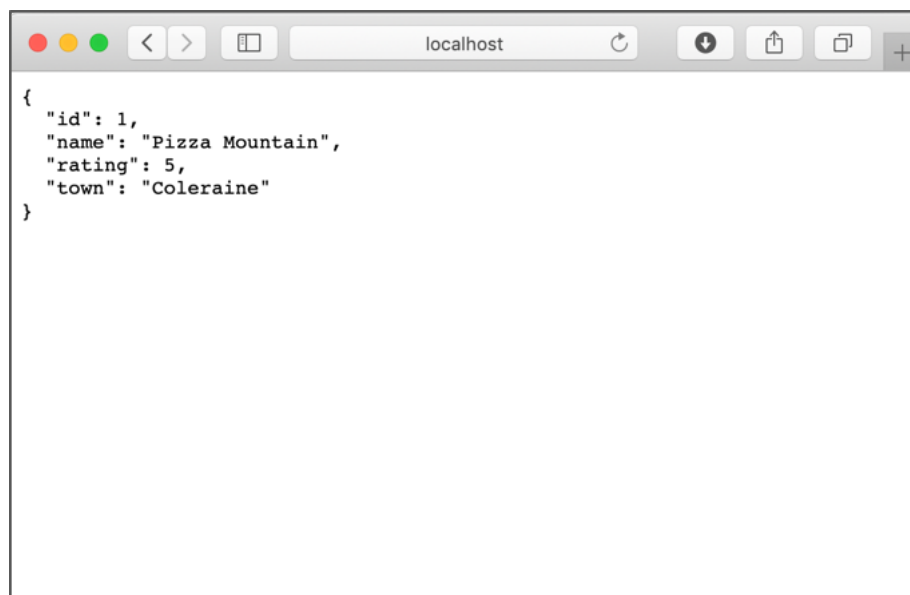 localhost
{
  "id": 1,
  "name": "Pizza Mountain",
  "rating": 5,
  "town": "Coleraine"
}